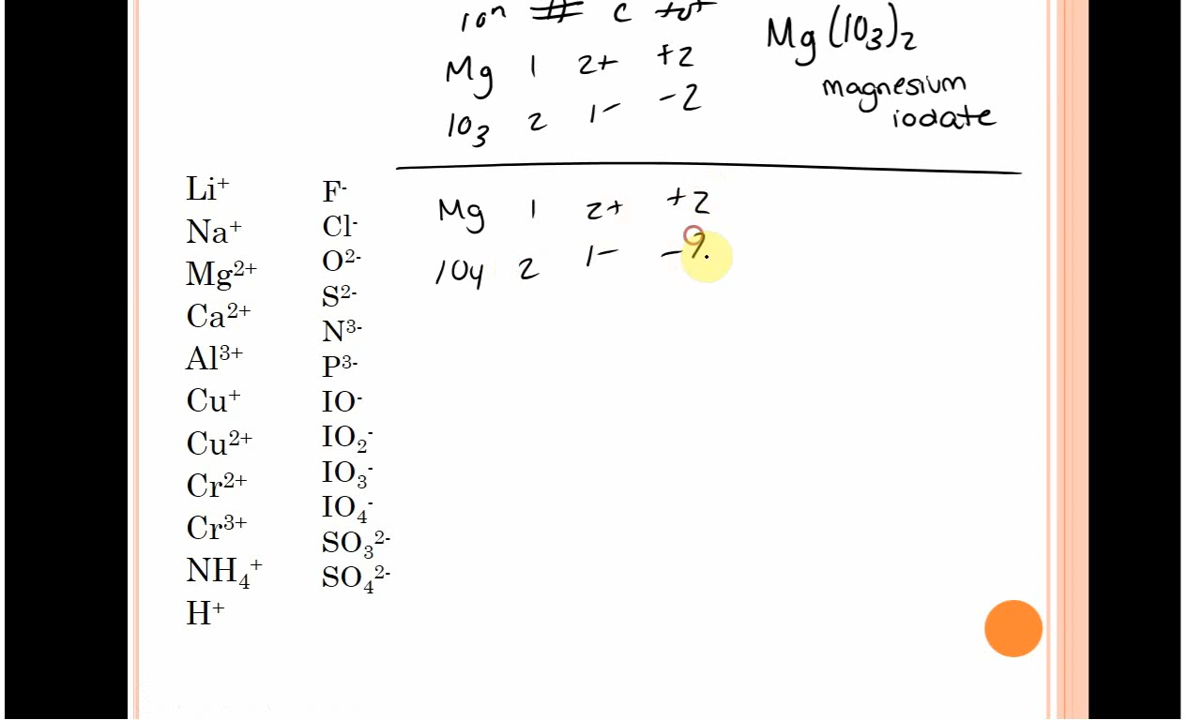 ion # c tot
Mg 1 2+ +2
IO₃ 2 1- -2
Mg(IO₃)₂
magnesium
iodate
Mg 1 2+ +2
IO₄ 2 1- -
Li⁺
Na⁺
Mg²⁺
Ca²⁺
Al³⁺
Cu⁺
Cu²⁺
Cr²⁺
Cr³⁺
NH₄⁺
H⁺
F⁻
Cl⁻
O²⁻
S²⁻
N³⁻
P³⁻
IO⁻
IO₂⁻
IO₃⁻
IO₄⁻
SO₃²⁻
SO₄²⁻